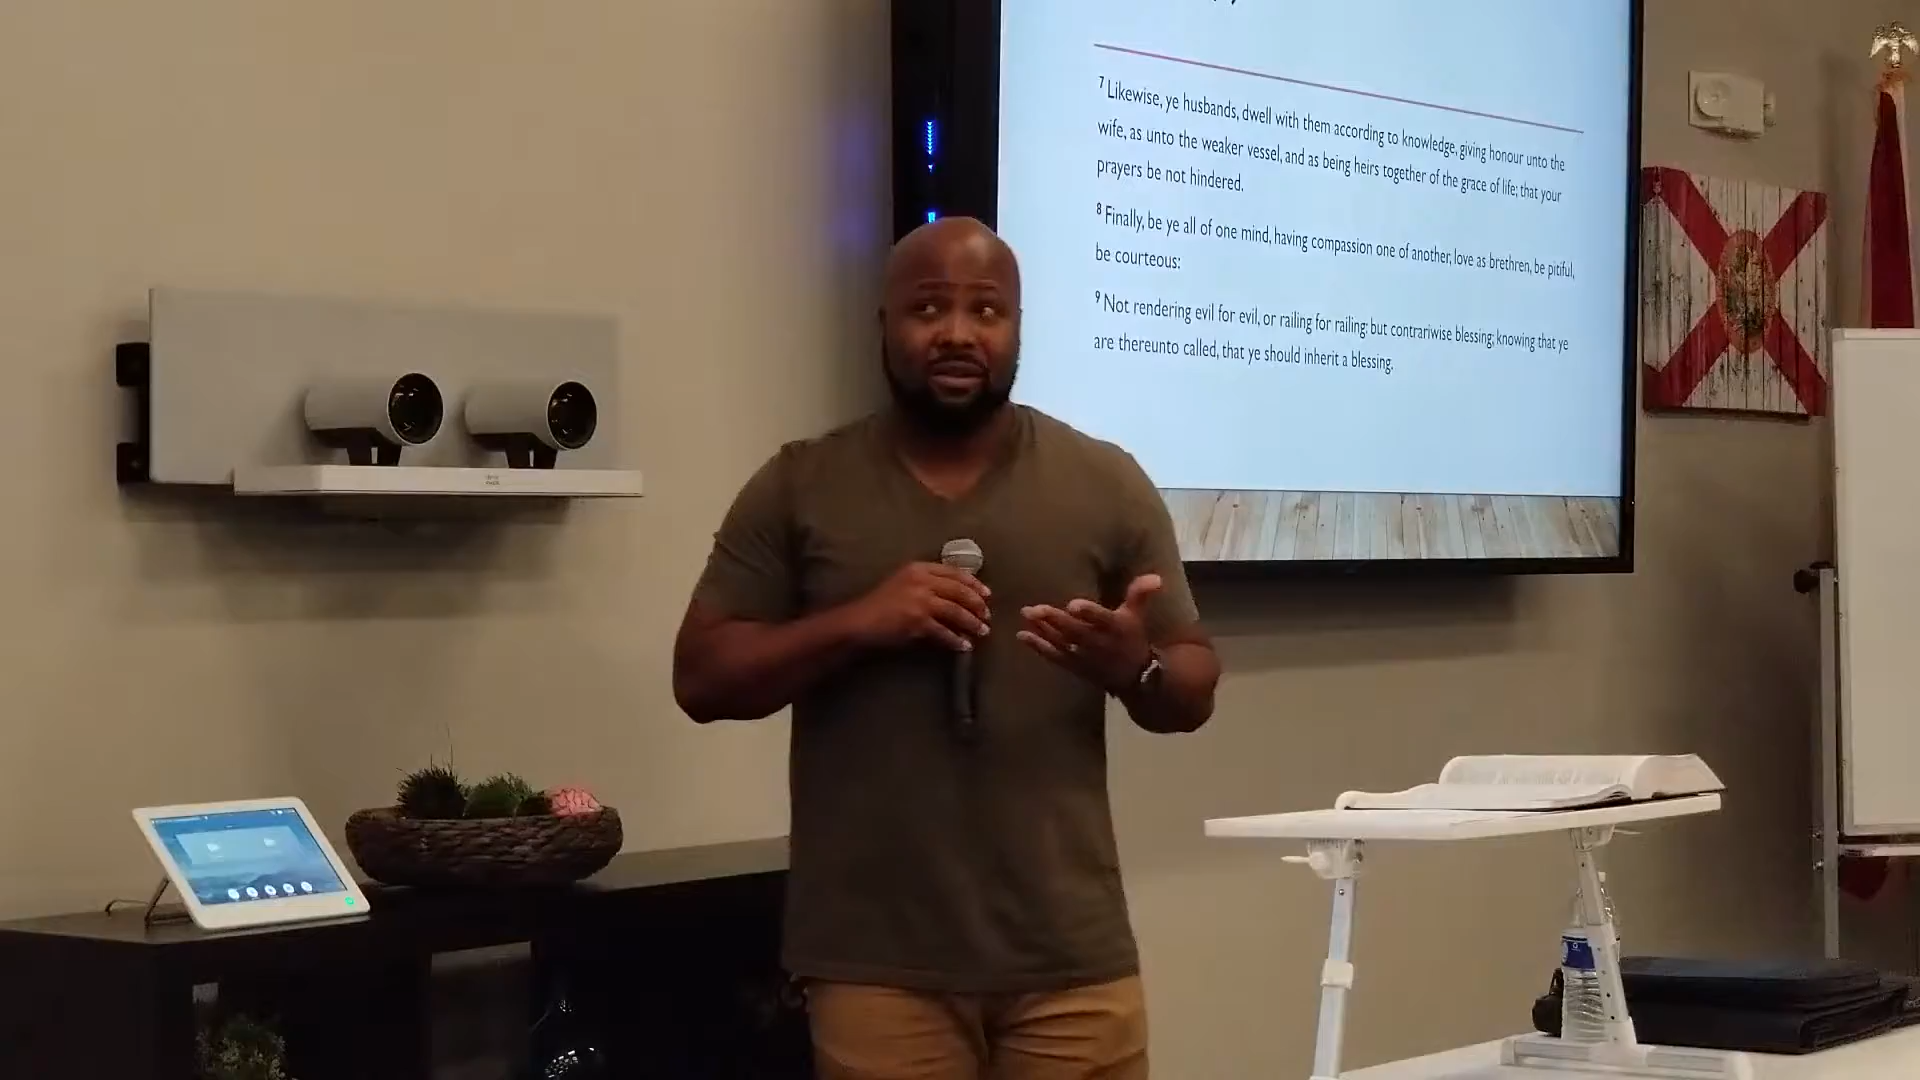 7 Likewise, ye husbands, dwell with them according to knowledge, giving honour unto the
wife, as unto the weaker vessel, and as being heirs together of the grace of life; that your
prayers be not hindered.
8 Finally, be ye all of one mind, having compassion one of another, love as brethren, be pitiful,
be courteous:
9 Not rendering evil for evil, or railing for railing: but contrariwise blessing; knowing that ye
are thereunto called, that ye should inherit a blessing.